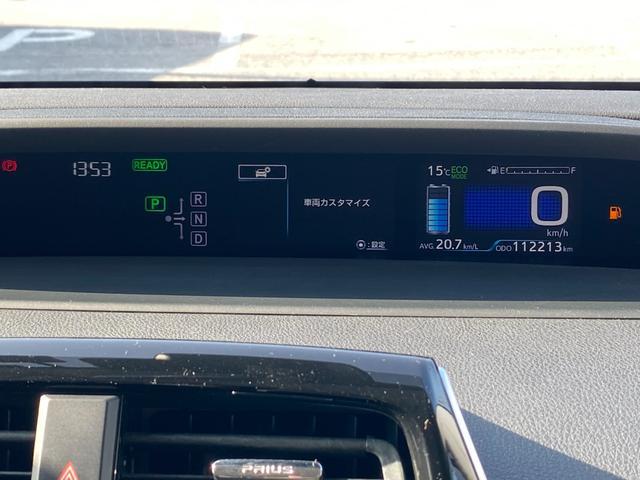 P
P
13:53
READY
P
R
N
D
車両カスタマイズ
:設定
15℃
ECO
MODE
E
F
0
km/h
AVG. 20.7 km/L
ODO 112213 km
PRIUS